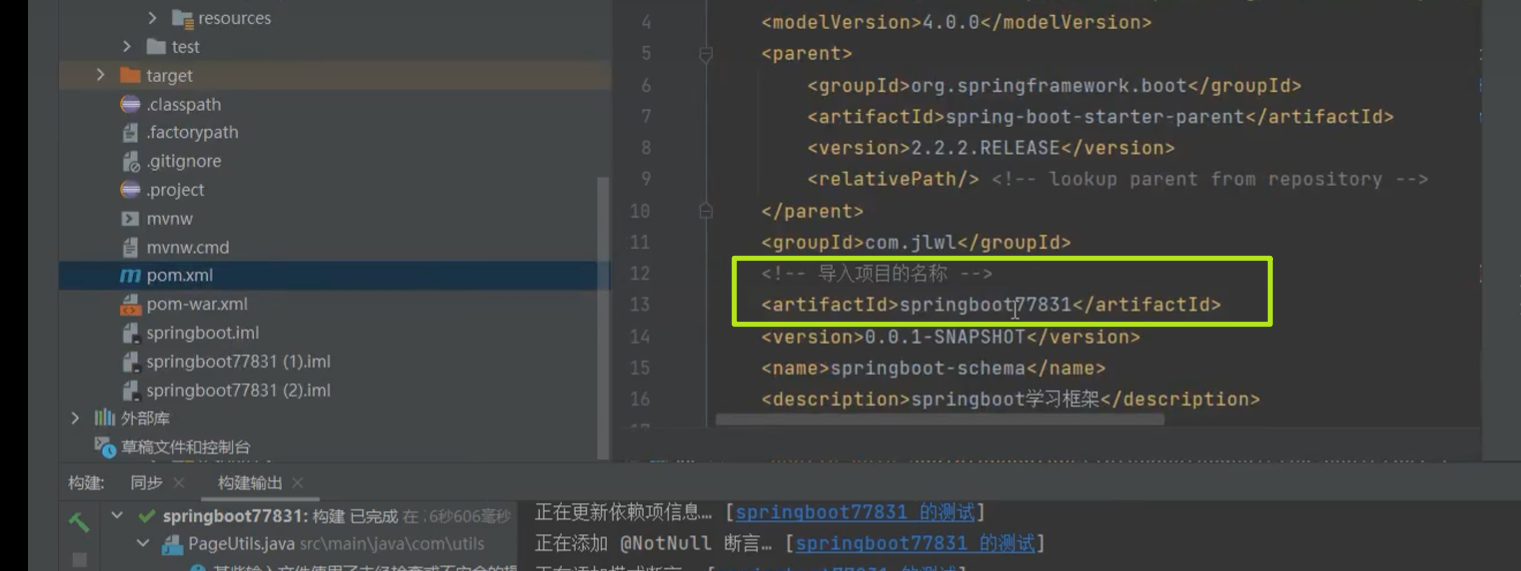 resources
test
target
.classpath
.factorypath
.gitignore
.project
mvnw
mvnw.cmd
pom.xml
pom-war.xml
springboot.iml
springboot77831 (1).iml
springboot77831 (2).iml
外部库
草稿文件和控制台
4 <modelVersion>4.0.0</modelVersion>
5 <parent>
6 <groupId>org.springframework.boot</groupId>
7 <artifactId>spring-boot-starter-parent</artifactId>
8 <version>2.2.2.RELEASE</version>
9 <relativePath/> <!-- lookup parent from repository -->
10 </parent>
11 <groupId>com.jlwl</groupId>
12 <!-- 导入项目的名称 -->
13 <artifactId>springboot77831</artifactId>
14 <version>0.0.1-SNAPSHOT</version>
15 <name>springboot-schema</name>
16 <description>springboot学习框架</description>
构建: 同步 构建输出
springboot77831: 构建 已完成 在 6秒606毫秒
PageUtils.java src\main\java\com\utils
正在更新依赖项信息… [springboot77831 的测试]
正在添加 @NotNull 断言… [springboot77831 的测试]